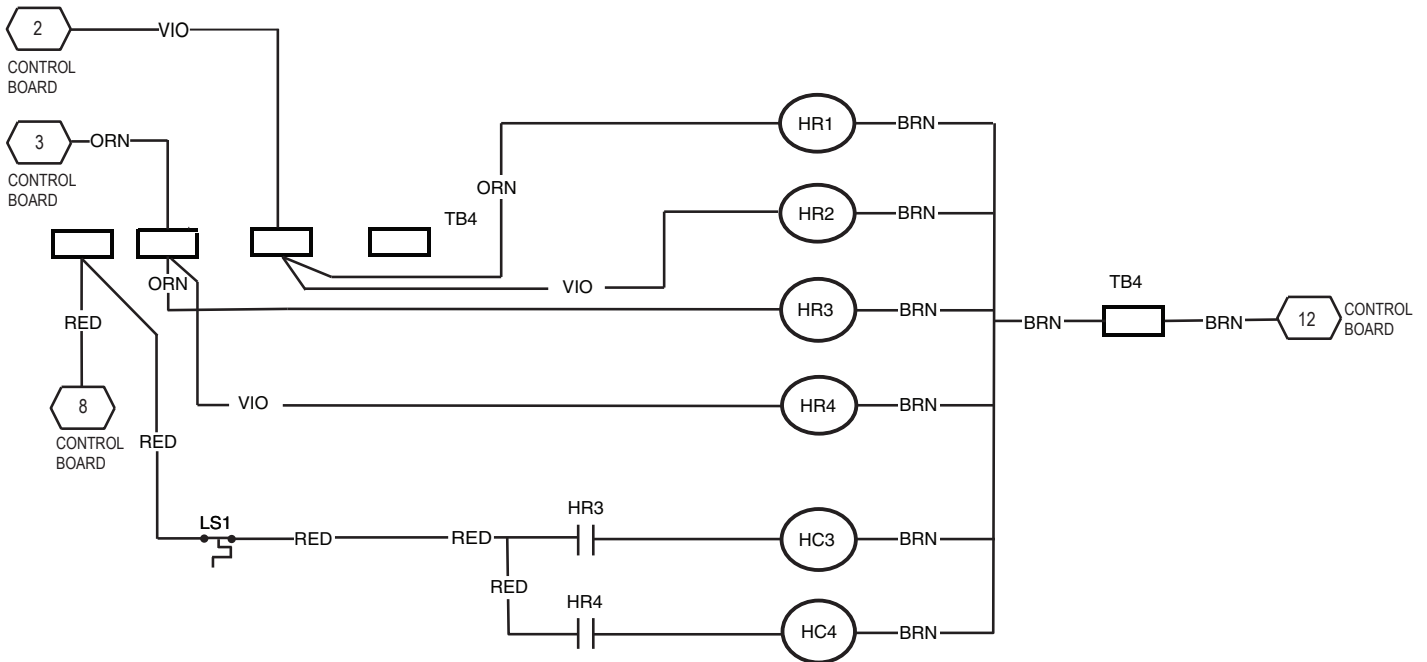 2
VIO
CONTROL
BOARD
3
ORN
CONTROL
BOARD
HR1
BRN
ORN
TB4
HR2
BRN
VIO
ORN
HR3
BRN
TB4
RED
BRN
BRN
12
CONTROL
BOARD
8
VIO
HR4
BRN
CONTROL
BOARD
RED
LS1
RED
RED
HR3
HC3
BRN
RED
HR4
HC4
BRN